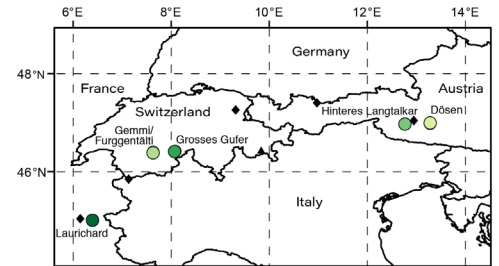 6°E 8°E 10°E 12°E 14°E
Germany
48°N
France
Austria
Switzerland
Hinteres Langtalkar
Dösen
Gemmi/
Furggentälti
Grosses Gufer
46°N
Italy
Laurichard